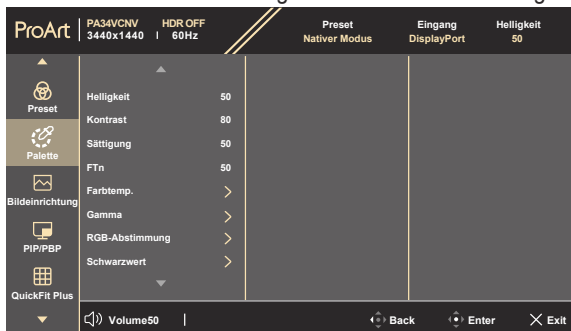 ProArt
PA34VCNV HDR OFF
3440x1440 I 60Hz
Preset
Nativer Modus
Eingang
DisplayPort
Helligkeit
50
Preset
Palette
Bildeinrichtung
PIP/PBP
QuickFit Plus
Helligkeit 50
Kontrast 80
Sättigung 50
FTn 50
Farbtemp.
Gamma
RGB-Abstimmung
Schwarzwert
Volume50 |
Back
Enter
Exit